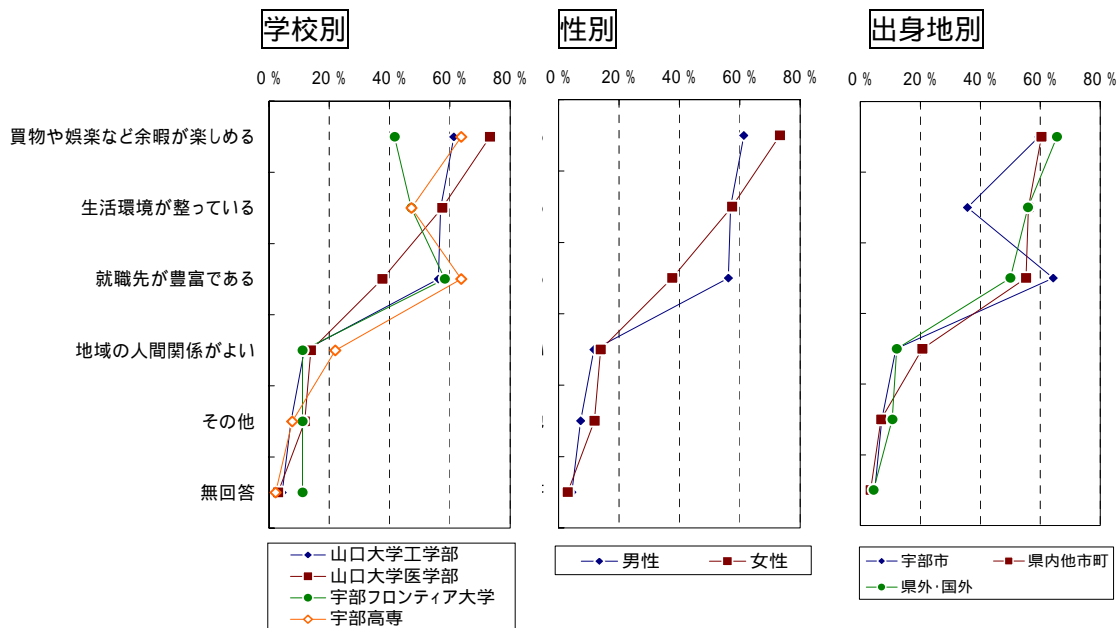 学校別
性別
出身地別
0 % 20 % 40 % 60 % 80 %
0 % 20 % 40 % 60 % 80 %
0 % 20 % 40 % 60 % 80 %
買物や娯楽など余暇が楽しめる
生活環境が整っている
就職先が豊富である
地域の人間関係がよい
その他
無回答
山口大学工学部
山口大学医学部
宇部フロンティア大学
宇部高専
男性 女性
宇部市 県内他市町
県外・国外